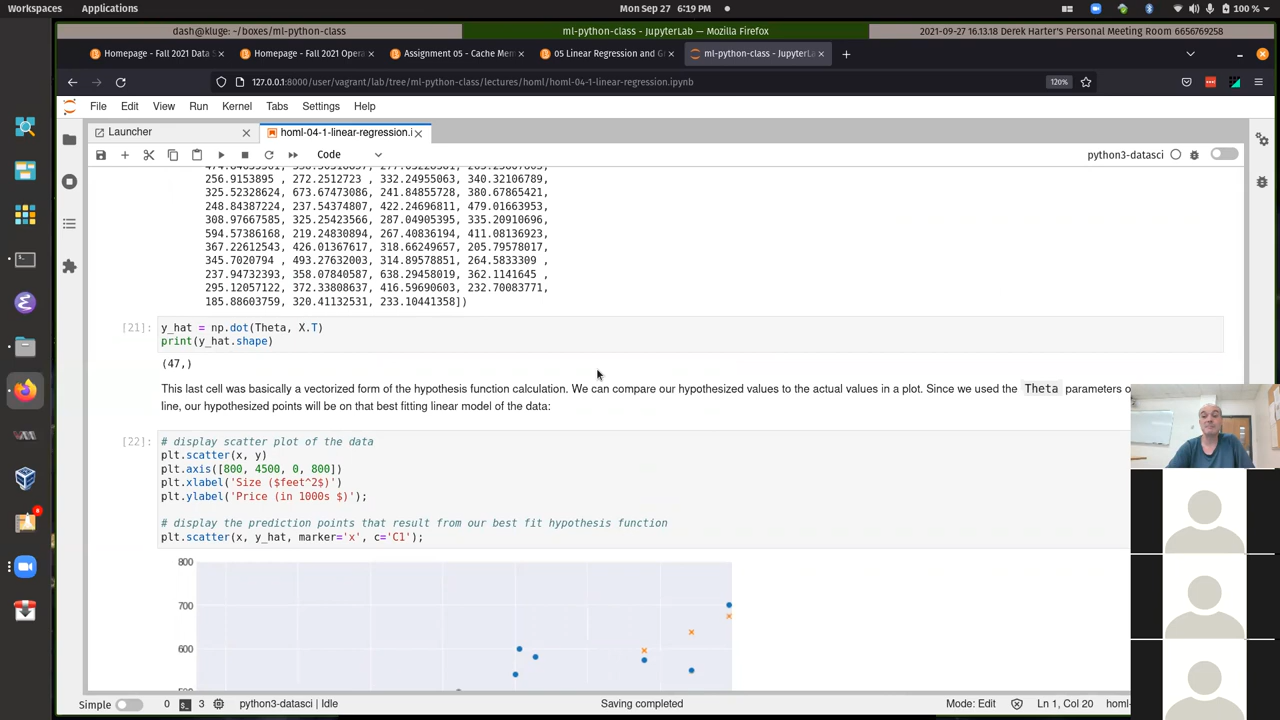 Workspaces Applications Mon Sep 27 6:19 PM 100 %
dash@kluge: ~/boxes/ml-python-class ml-python-class - JupyterLab — Mozilla Firefox 2021-09-27 16.13.18 Derek Harter's Personal Meeting Room 6656769258
Homepage - Fall 2021 Data S Homepage - Fall 2021 Opera Assignment 05 - Cache Mem 05 Linear Regression and G ml-python-class - JupyterLa
127.0.0.1:8000/user/vagrant/lab/tree/ml-python-class/lectures/homl/homl-04-1-linear-regression.ipynb 120%
File Edit View Run Kernel Tabs Settings Help
Launcher homl-04-1-linear-regression.i
Code python3-datasci
256.9153895 , 272.2512723 , 332.24955063, 340.32106789,
325.52328624, 673.67473086, 241.84855728, 380.67865421,
248.84387224, 237.54374807, 422.24696811, 479.01663953,
308.97667585, 325.25423566, 287.04905395, 335.20910696,
594.57386168, 219.24830894, 267.40836194, 411.08136923,
367.22612543, 426.01367617, 318.66249657, 205.79578017,
345.7020794 , 493.27632003, 314.89578851, 264.5833309 ,
237.94732393, 358.07840587, 638.29458019, 362.1141645 ,
295.12057122, 372.33808637, 416.59690603, 232.70083771,
185.88603759, 320.41132531, 233.10441358])
[21]: y_hat = np.dot(Theta, X.T)
print(y_hat.shape)
(47,)
This last cell was basically a vectorized form of the hypothesis function calculation. We can compare our hypothesized values to the actual values in a plot. Since we used the Theta parameters o
line, our hypothesized points will be on that best fitting linear model of the data:
[22]: # display scatter plot of the data
plt.scatter(x, y)
plt.axis([800, 4500, 0, 800])
plt.xlabel('Size ($feet^2$)')
plt.ylabel('Price (in 1000s $)');
# display the prediction points that result from our best fit hypothesis function
plt.scatter(x, y_hat, marker='x', c='C1');
800
700
600
Simple 0 3 python3-datasci | Idle Saving completed Mode: Edit Ln 1, Col 20 homl-